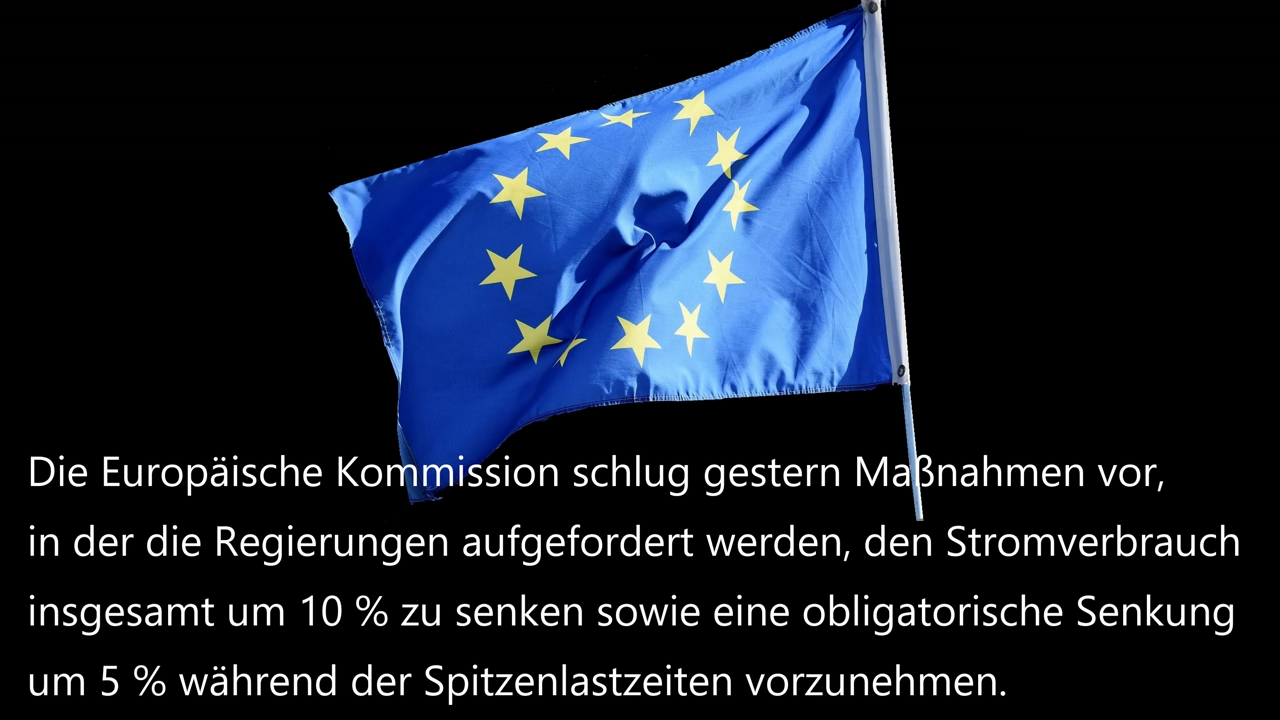 Die Europäische Kommission schlug gestern Maßnahmen vor,
in der die Regierungen aufgefordert werden, den Stromverbrauch
insgesamt um 10 % zu senken sowie eine obligatorische Senkung
um 5 % während der Spitzenlastzeiten vorzunehmen.